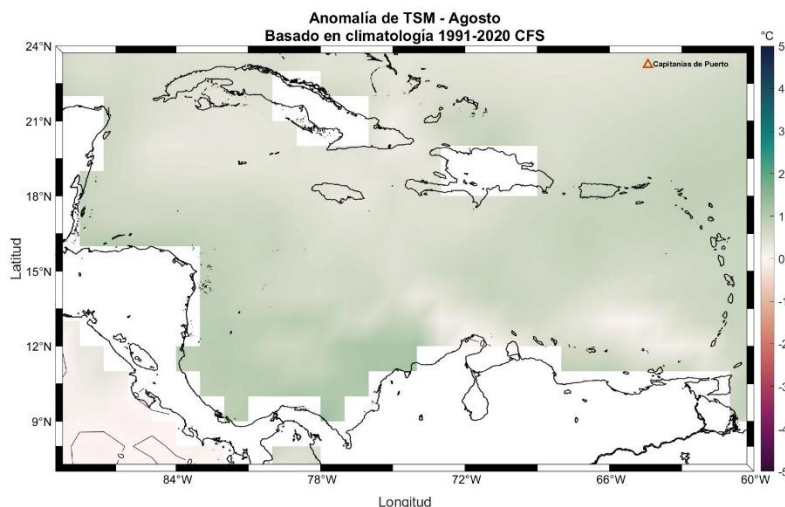 Anomalía de TSM - Agosto
Basado en climatología 1991-2020 CFS
°C
24°N
21°N
18°N
15°N
12°N
9°N
Latitud
Capitanias de Puerto
5
4
3
2
1
0
-1
-2
-3
-4
-5
84°W
78°W
72°W
66°W
60°W
Longitud